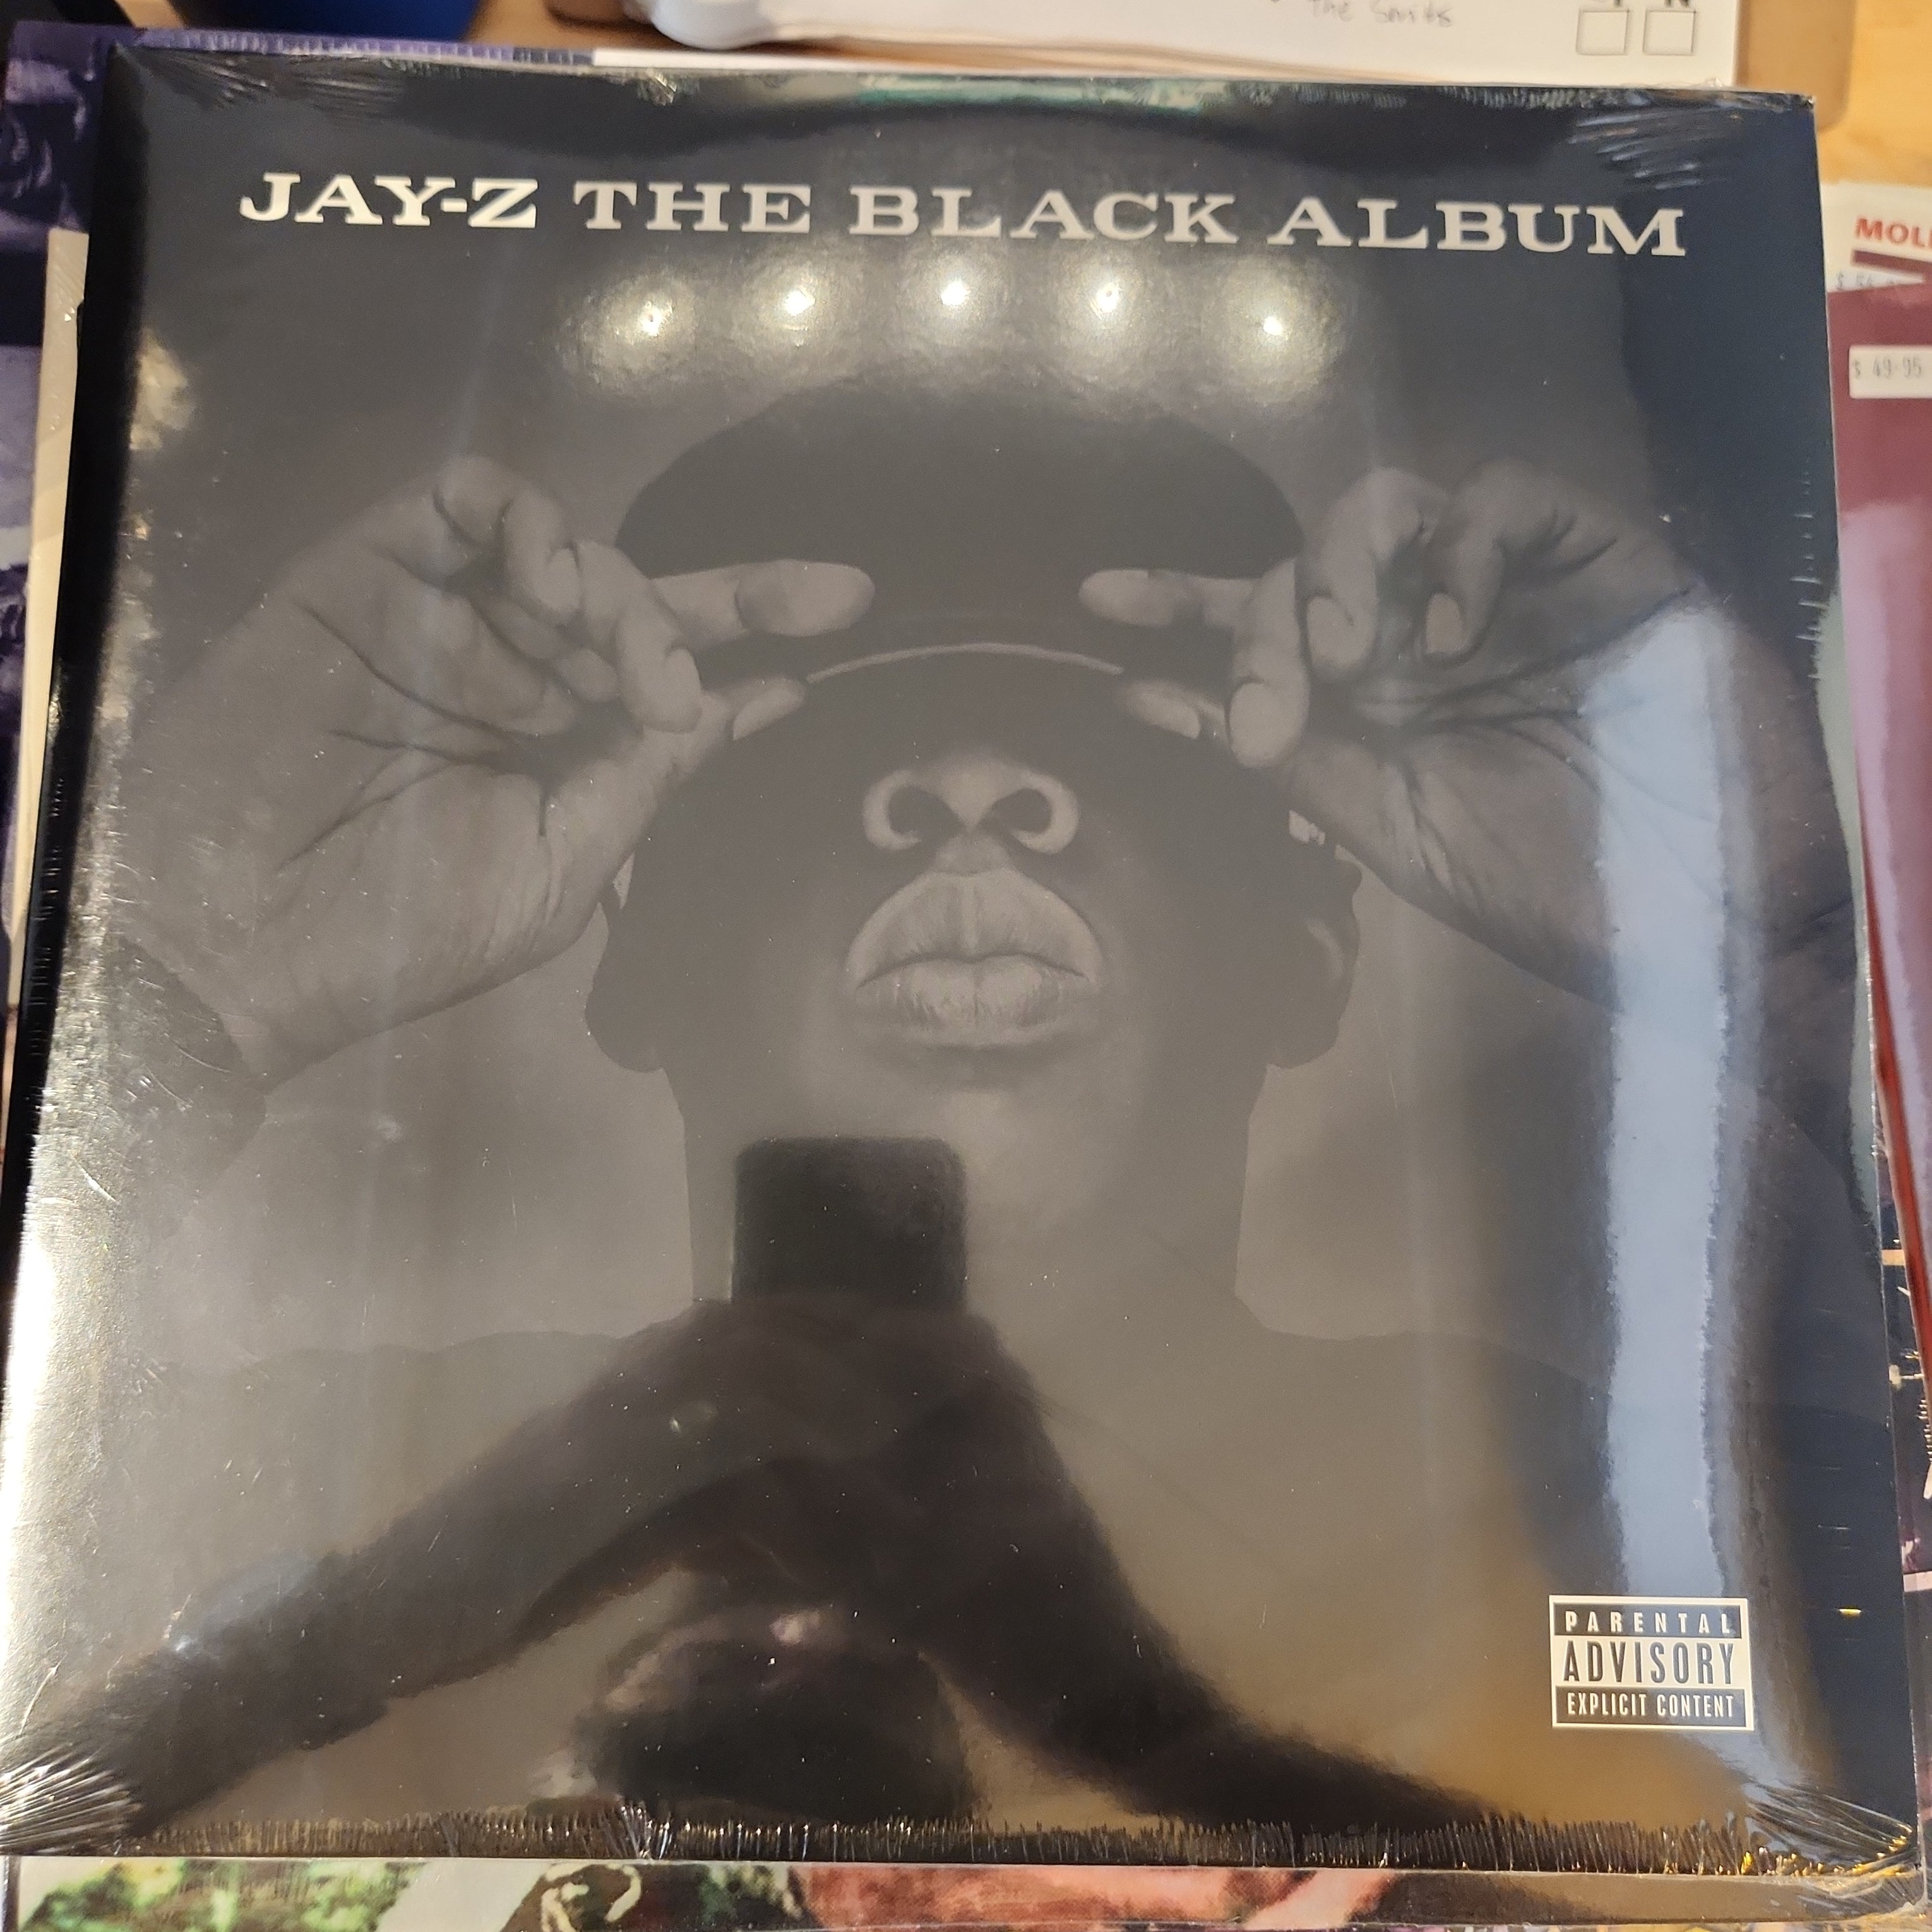 The Smiths
Y N
JAY-Z THE BLACK ALBUM
MOL
$ 49.95
PARENTAL
ADVISORY
EXPLICIT CONTENT